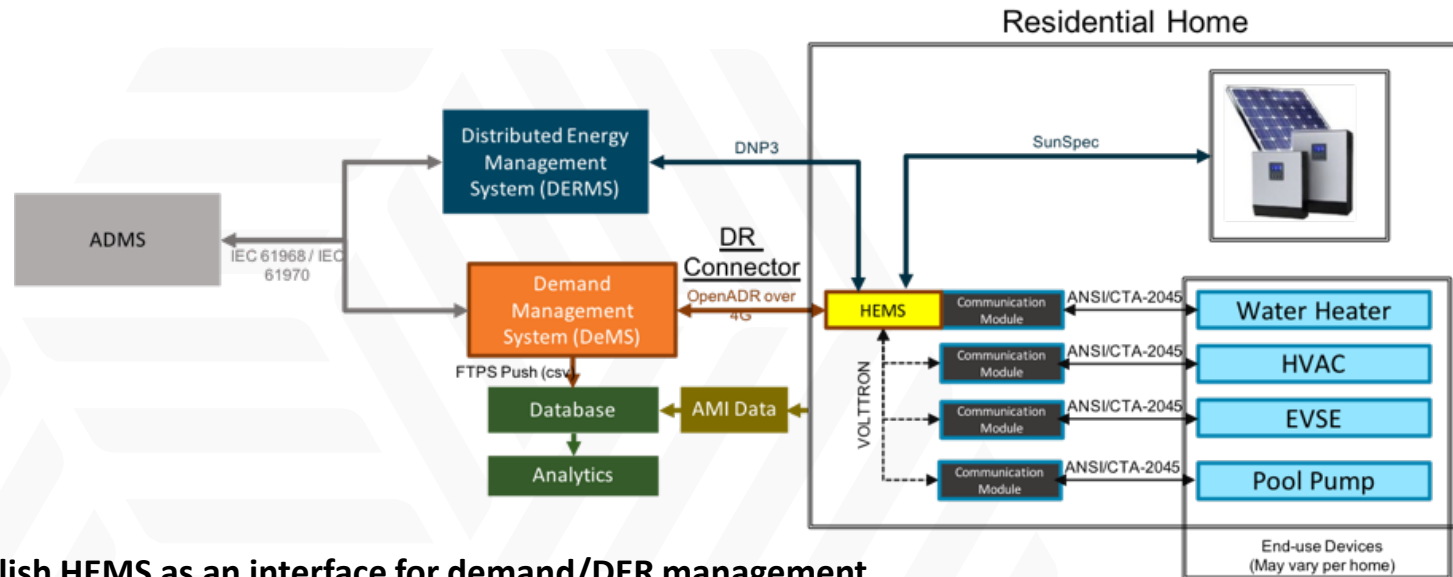 Residential Home
Distributed Energy
Management
System (DERMS)
DNP3
SunSpec
ADMS
IEC 61968 / IEC
61970
DR
Connector
OpenADR over
4G
Demand
Management
System (DeMS)
HEMS
Communication
Module
ANSI/CTA-2045
Water Heater
Communication
Module
ANSI/CTA-2045
HVAC
FTPS Push (csv
Database
AMI Data
VOLTTRON
Communication
Module
ANSI/CTA-2045
EVSE
Analytics
Communication
Module
ANSI/CTA-2045
Pool Pump
End-use Devices
(May vary per home)
HEMS as an interface for demand/DER management